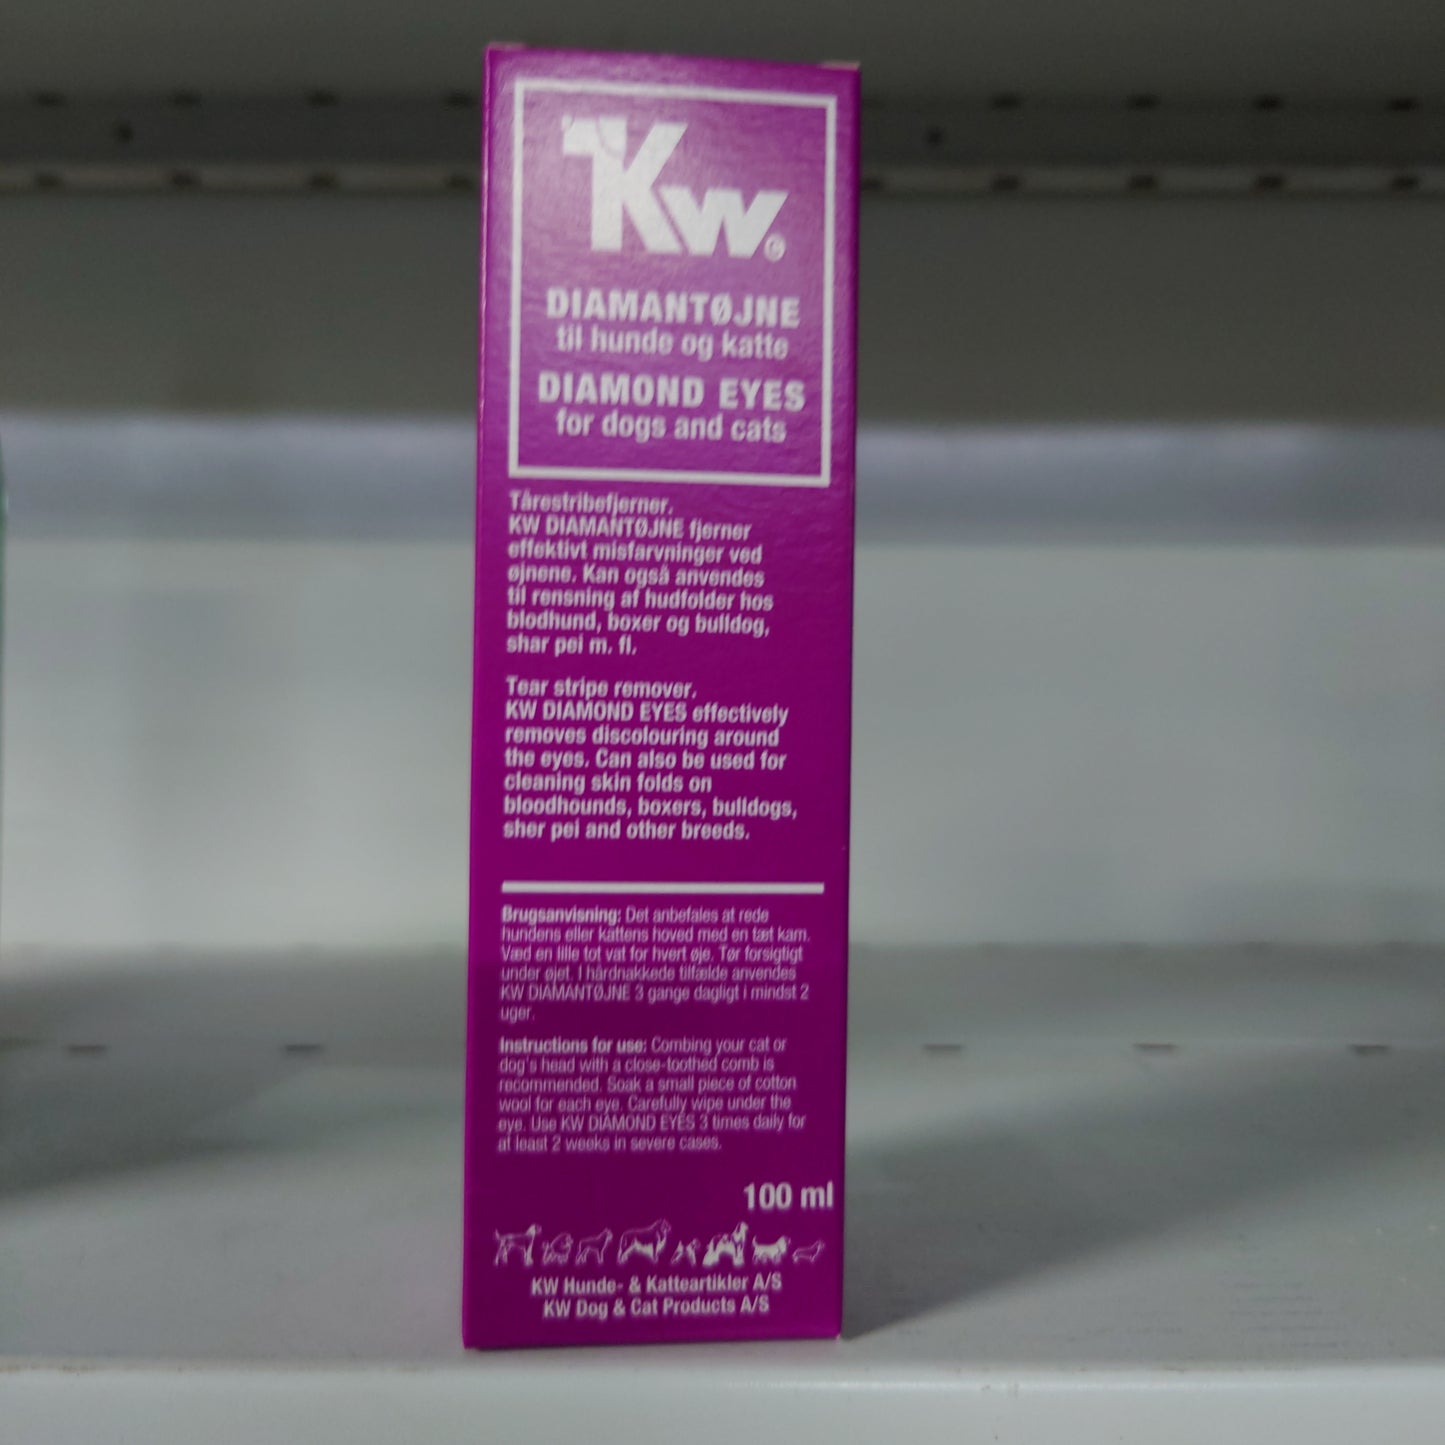 KW®
DIAMANTØJNE
til hunde og katte
DIAMOND EYES
for dogs and cats
Tårestribefjerner.
KW DIAMANTØJNE fjerner
effektivt misfarvninger ved
øjnene. Kan også anvendes
til rensning af hudfolder hos
blodhund, boxer og bulldog,
shar pei m. fl.
Tear stripe remover.
KW DIAMOND EYES effectively
removes discolouring around
the eyes. Can also be used for
cleaning skin folds on
bloodhounds, boxers, bulldogs,
sher pei and other breeds.
Brugsanvisning: Det anbefales at rede
hundens eller kattens hoved med en tæt kam.
Væd en lille tot vat for hvert øje. Tør forsigtigt
under øjet. I hårdnakkede tilfælde anvendes
KW DIAMANTØJNE 3 gange dagligt i mindst 2
uger.
Instructions for use: Combing your cat or
dog's head with a close-toothed comb is
recommended. Soak a small piece of cotton
wool for each eye. Carefully wipe under the
eye. Use KW DIAMOND EYES 3 times daily for
at least 2 weeks in severe cases.
100 ml
KW Hunde- & Katteartikler A/S
KW Dog & Cat Products A/S